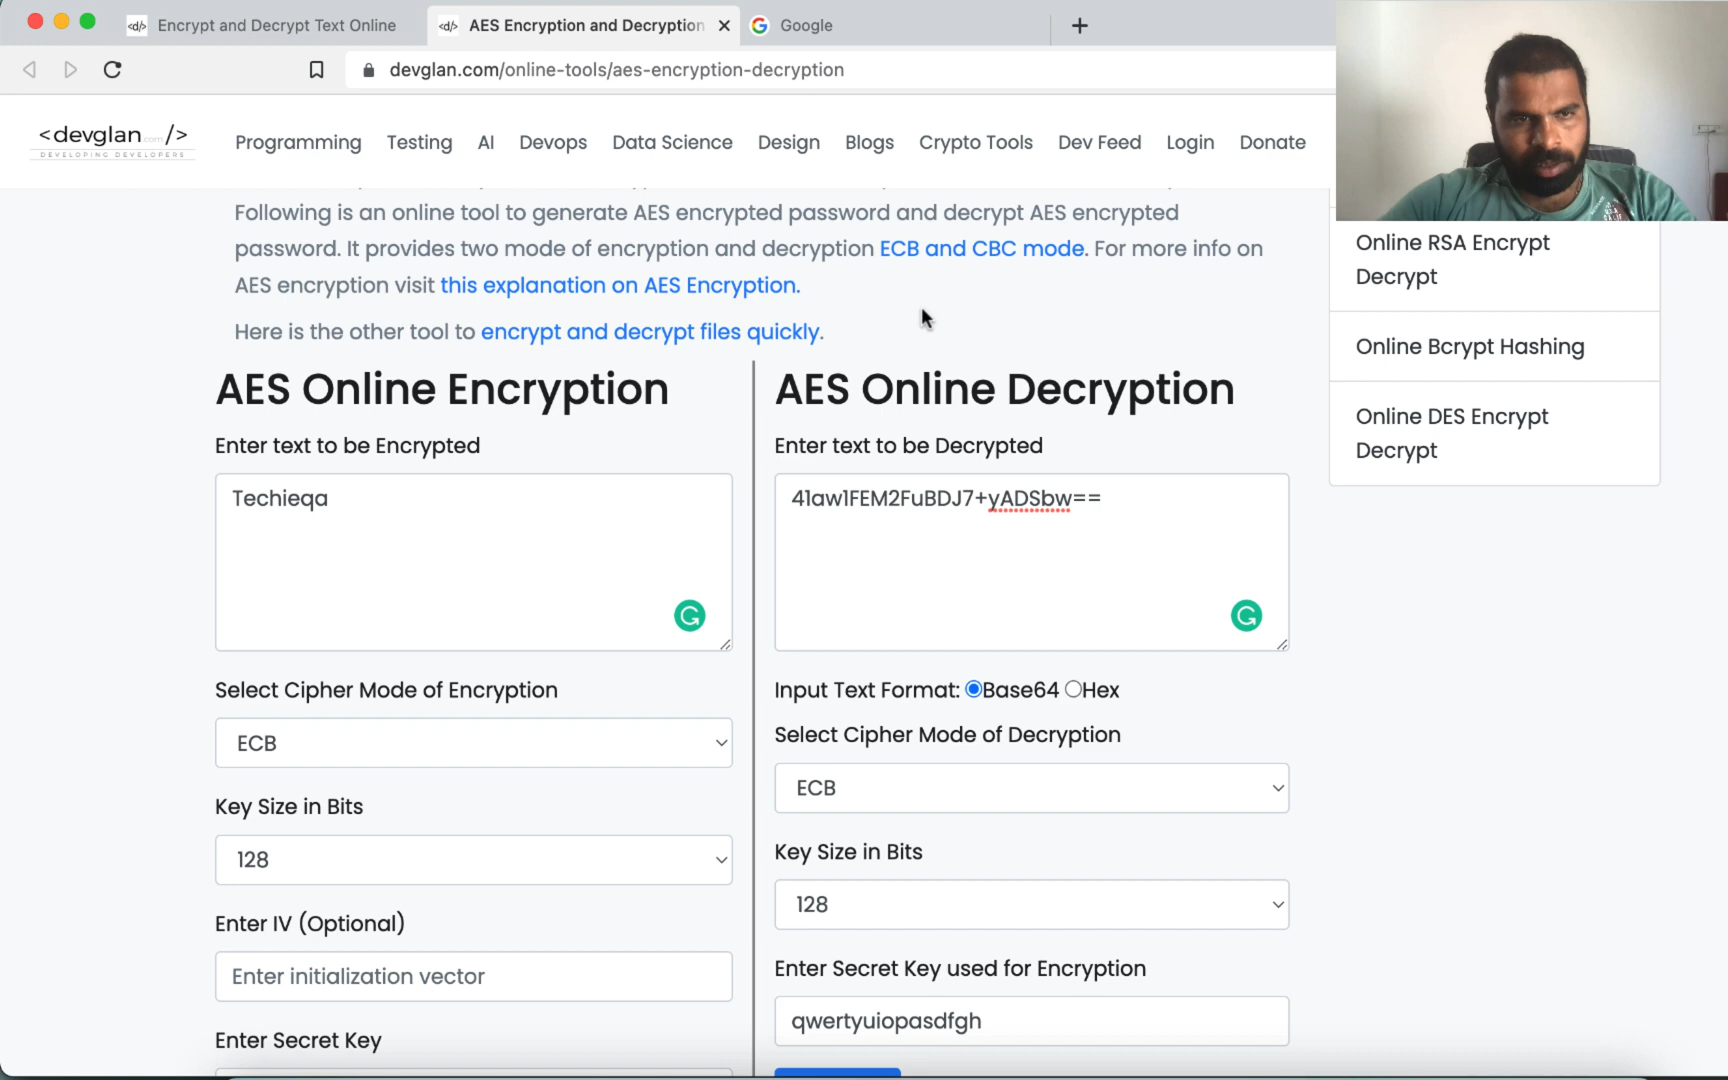 Encrypt and Decrypt Text Online
AES Encryption and Decryption
Google
devglan.com/online-tools/aes-encryption-decryption
<devglan.com/>
DEVELOPING DEVELOPERS
Programming
Testing
AI
Devops
Data Science
Design
Blogs
Crypto Tools
Dev Feed
Login
Donate
Following is an online tool to generate AES encrypted password and decrypt AES encrypted
password. It provides two mode of encryption and decryption ECB and CBC mode. For more info on
AES encryption visit this explanation on AES Encryption.
Here is the other tool to encrypt and decrypt files quickly.
Online RSA Encrypt
Decrypt
Online Bcrypt Hashing
Online DES Encrypt
Decrypt
AES Online Encryption
Enter text to be Encrypted
Techieqa
Select Cipher Mode of Encryption
ECB
Key Size in Bits
128
Enter IV (Optional)
Enter initialization vector
Enter Secret Key
AES Online Decryption
Enter text to be Decrypted
41aw1FEM2FuBDJ7+yADSbw==
Input Text Format: Base64 Hex
Select Cipher Mode of Decryption
ECB
Key Size in Bits
128
Enter Secret Key used for Encryption
qwertyuiopasdfgh